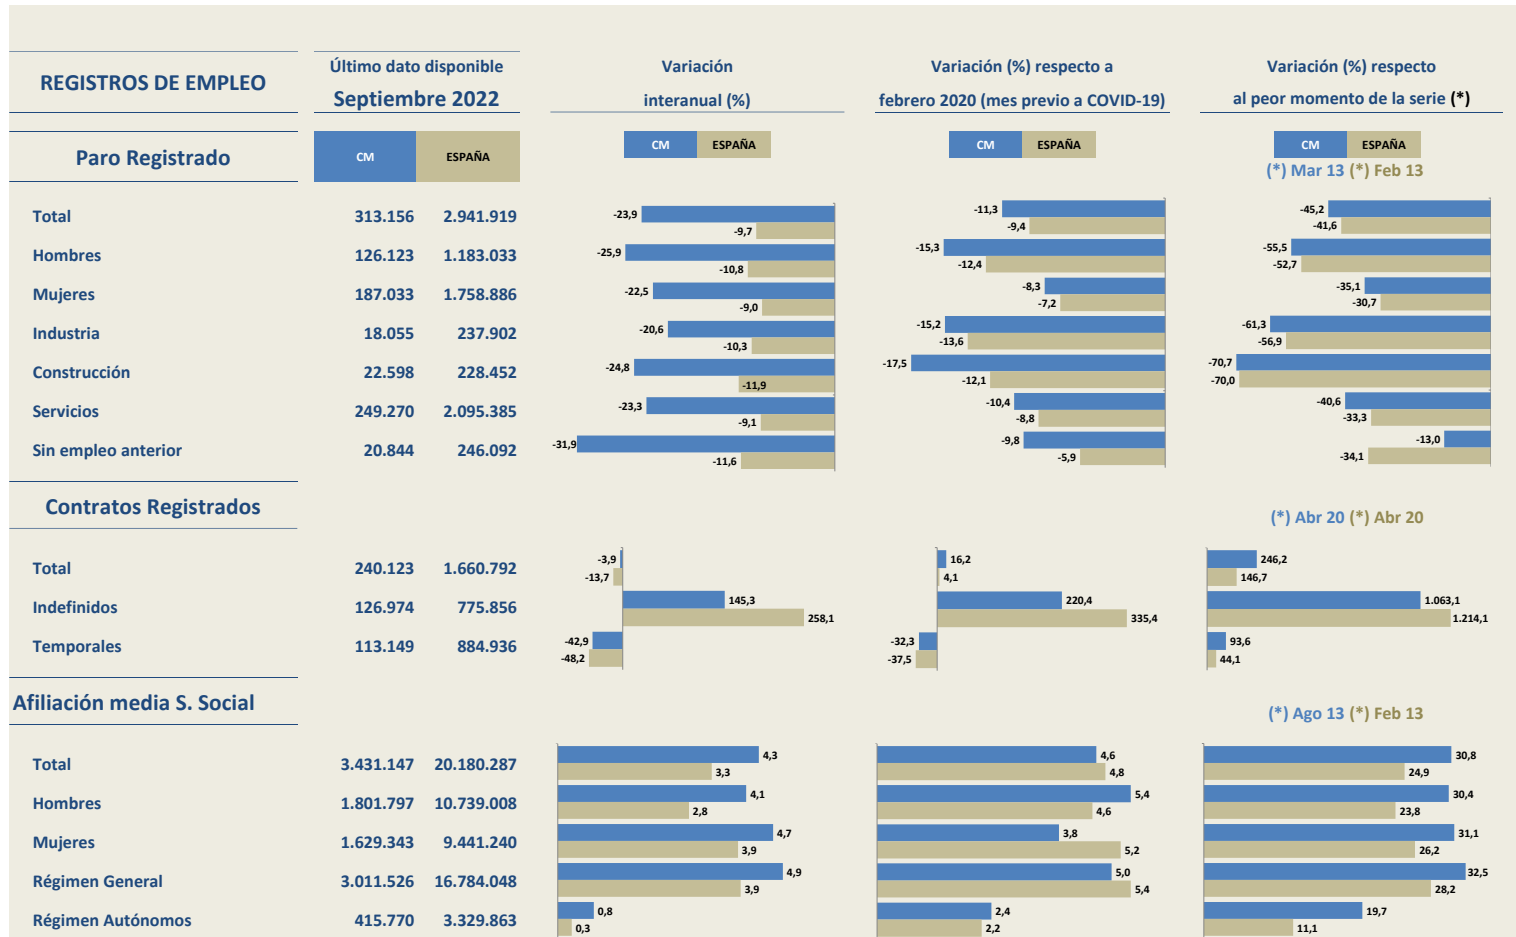 REGISTROS DE EMPLEO
Último dato disponible
Septiembre 2022
Variación
interanual (%)
Variación (%) respecto a
febrero 2020 (mes previo a COVID-19)
Variación (%) respecto
al peor momento de la serie (*)
Paro Registrado
CM ESPAÑA
CM ESPAÑA
CM ESPAÑA
CM ESPAÑA
(*) Mar 13 (*) Feb 13
Total 313.156 2.941.919 -23,9 -9,7 -11,3 -9,4 -45,2 -41,6
Hombres 126.123 1.183.033 -25,9 -10,8 -15,3 -12,4 -55,5 -52,7
Mujeres 187.033 1.758.886 -22,5 -9,0 -8,3 -7,2 -35,1 -30,7
Industria 18.055 237.902 -20,6 -10,3 -15,2 -13,6 -61,3 -56,9
Construcción 22.598 228.452 -24,8 -11,9 -17,5 -12,1 -70,7 -70,0
Servicios 249.270 2.095.385 -23,3 -9,1 -10,4 -8,8 -40,6 -33,3
Sin empleo anterior 20.844 246.092 -31,9 -11,6 -9,8 -5,9 -13,0 -34,1
Contratos Registrados
(*) Abr 20 (*) Abr 20
Total 240.123 1.660.792 -3,9 -13,7 16,2 4,1 246,2 146,7
Indefinidos 126.974 775.856 145,3 258,1 220,4 335,4 1.063,1 1.214,1
Temporales 113.149 884.936 -42,9 -48,2 -32,3 -37,5 93,6 44,1
Afiliación media S. Social
(*) Ago 13 (*) Feb 13
Total 3.431.147 20.180.287 4,3 3,3 4,6 4,8 30,8 24,9
Hombres 1.801.797 10.739.008 4,1 2,8 5,4 4,6 30,4 23,8
Mujeres 1.629.343 9.441.240 4,7 3,9 3,8 5,2 31,1 26,2
Régimen General 3.011.526 16.784.048 4,9 3,9 5,0 5,4 32,5 28,2
Régimen Autónomos 415.770 3.329.863 0,8 0,3 2,4 2,2 19,7 11,1